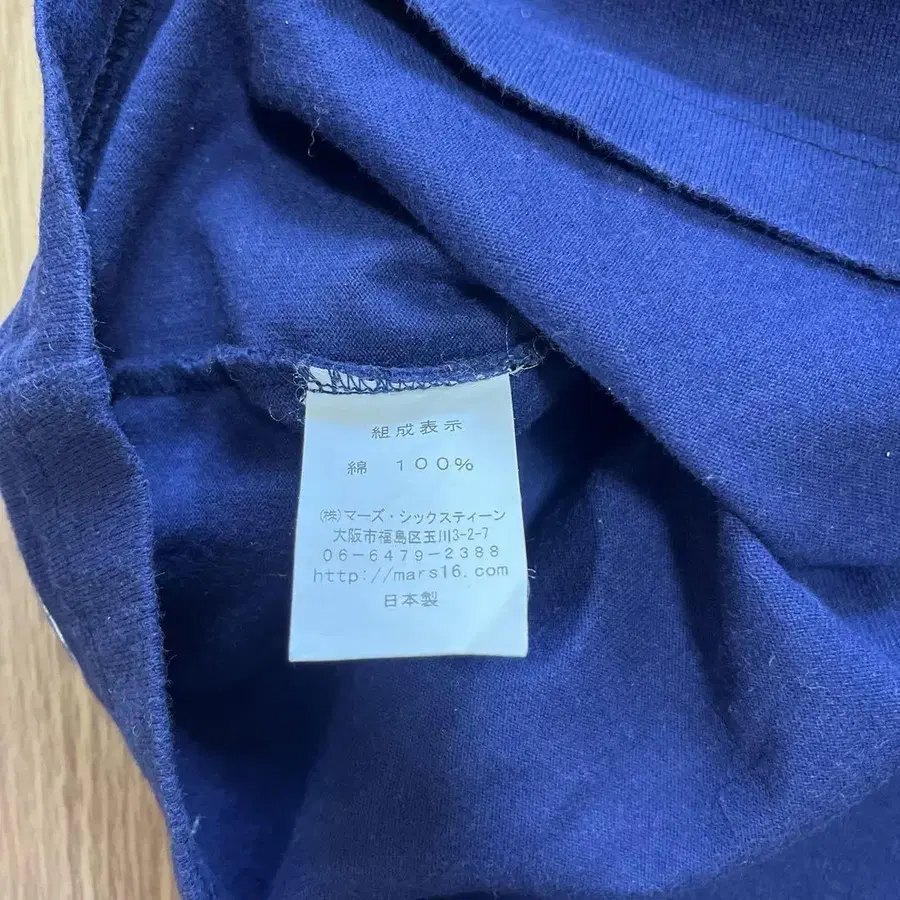 組成表示
綿 100%
㈱マーズ・シックスティーン
大阪市福島区玉川3-2-7
06-6479-2388
http://mars16.com
日本製